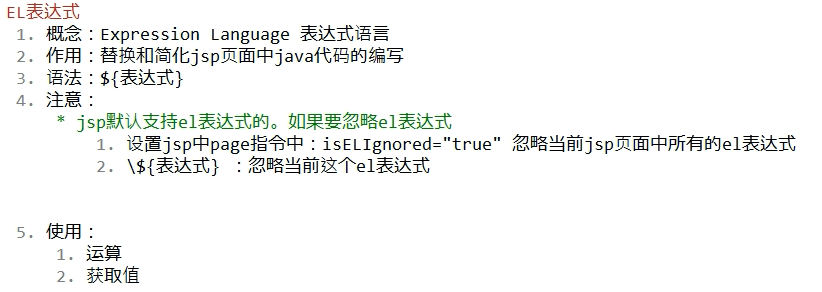 EL表达式
1. 概念：Expression Language 表达式语言
2. 作用：替换和简化jsp页面中java代码的编写
3. 语法：${表达式}
4. 注意：
* jsp默认支持el表达式的。如果要忽略el表达式
1. 设置jsp中page指令中：isELIgnored="true" 忽略当前jsp页面中所有的el表达式
2. \${表达式} ：忽略当前这个el表达式
5. 使用：
1. 运算
2. 获取值